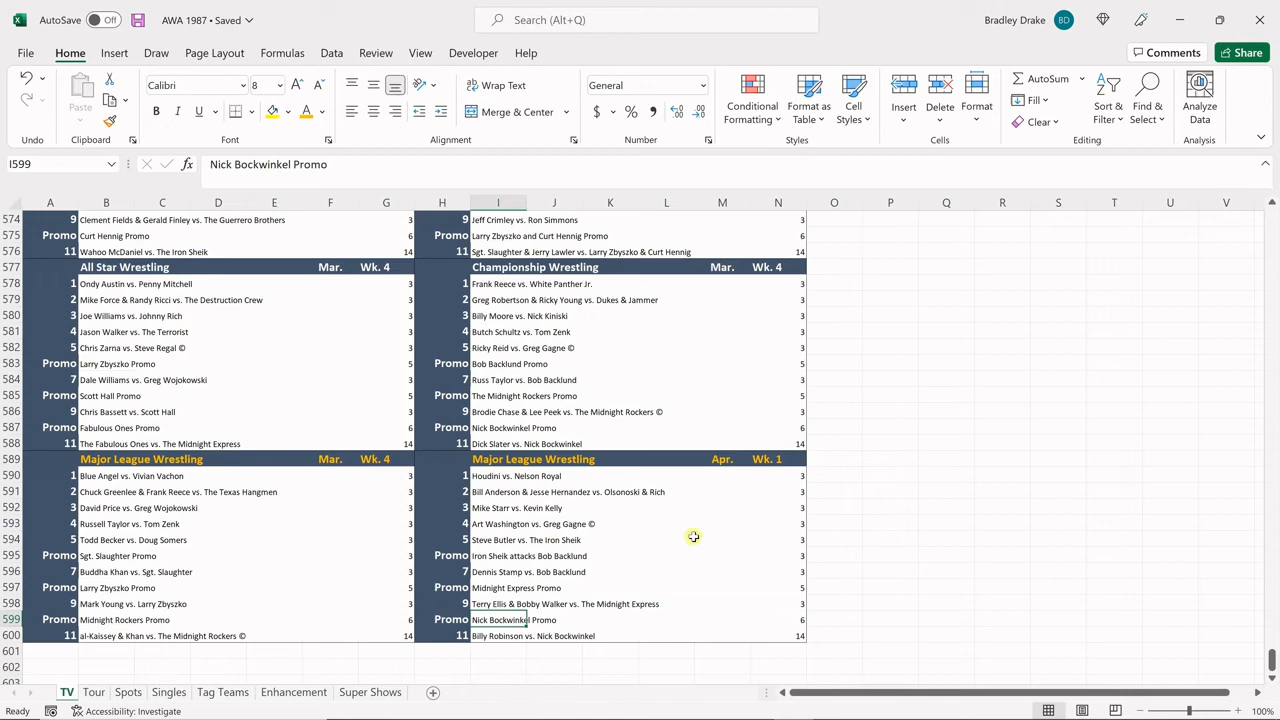 AutoSave Off AWA 1987 • Saved Search (Alt+Q) Bradley Drake BD
File Home Insert Draw Page Layout Formulas Data Review View Developer Help Comments Share
Calibri 8 Wrap Text General AutoSum
Paste Merge & Center Conditional Formatting Format as Table Cell Styles Insert Delete Format Fill Sort & Filter Find & Select Analyze Data
B I U $ % Clear
Undo Clipboard Font Alignment Number Styles Cells Editing Analysis
I599 fx Nick Bockwinkel Promo
A B C D E F G H I J K L M N O P Q R S T U V
574 9 Clement Fields & Gerald Finley vs. The Guerrero Brothers 3 9 Jeff Crimley vs. Ron Simmons 3
575 Promo Curt Hennig Promo 6 Promo Larry Zbyszko and Curt Hennig Promo 6
576 11 Wahoo McDaniel vs. The Iron Sheik 14 11 Sgt. Slaughter & Jerry Lawler vs. Larry Zbyszko & Curt Hennig 14
577 All Star Wrestling Mar. Wk. 4 Championship Wrestling Mar. Wk. 4
578 1 Ondy Austin vs. Penny Mitchell 3 1 Frank Reece vs. White Panther Jr. 3
579 2 Mike Force & Randy Ricci vs. The Destruction Crew 3 2 Greg Robertson & Ricky Young vs. Dukes & Jammer 3
580 3 Joe Williams vs. Johnny Rich 3 3 Billy Moore vs. Nick Kiniski 3
581 4 Jason Walker vs. The Terrorist 3 4 Butch Schultz vs. Tom Zenk 3
582 5 Chris Zarna vs. Steve Regal © 3 5 Ricky Reid vs. Greg Gagne © 3
583 Promo Larry Zbyszko Promo 5 Promo Bob Backlund Promo 5
584 7 Dale Williams vs. Greg Wojokowski 3 7 Russ Taylor vs. Bob Backlund 3
585 Promo Scott Hall Promo 5 Promo The Midnight Rockers Promo 5
586 9 Chris Bassett vs. Scott Hall 3 9 Brodie Chase & Lee Peek vs. The Midnight Rockers © 3
587 Promo Fabulous Ones Promo 6 Promo Nick Bockwinkel Promo 6
588 11 The Fabulous Ones vs. The Midnight Express 14 11 Dick Slater vs. Nick Bockwinkel 14
589 Major League Wrestling Mar. Wk. 4 Major League Wrestling Apr. Wk. 1
590 1 Blue Angel vs. Vivian Vachon 3 1 Houdini vs. Nelson Royal 3
591 2 Chuck Greenlee & Frank Reece vs. The Texas Hangmen 3 2 Bill Anderson & Jesse Hernandez vs. Olsonoski & Rich 3
592 3 David Price vs. Greg Wojokowski 3 3 Mike Starr vs. Kevin Kelly 3
593 4 Russell Taylor vs. Tom Zenk 3 4 Art Washington vs. Greg Gagne © 3
594 5 Todd Becker vs. Doug Somers 3 5 Steve Butler vs. The Iron Sheik 3
595 Promo Sgt. Slaughter Promo 3 Promo Iron Sheik attacks Bob Backlund 3
596 7 Buddha Khan vs. Sgt. Slaughter 3 7 Dennis Stamp vs. Bob Backlund 3
597 Promo Larry Zbyszko Promo 5 Promo Midnight Express Promo 5
598 9 Mark Young vs. Larry Zbyszko 3 9 Terry Ellis & Bobby Walker vs. The Midnight Express 3
599 Promo Midnight Rockers Promo 6 Promo Nick Bockwinkel Promo 6
600 11 al-Kaissey & Khan vs. The Midnight Rockers © 14 11 Billy Robinson vs. Nick Bockwinkel 14
601
602
603
TV Tour Spots Singles Tag Teams Enhancement Super Shows
Ready Accessibility: Investigate 100%